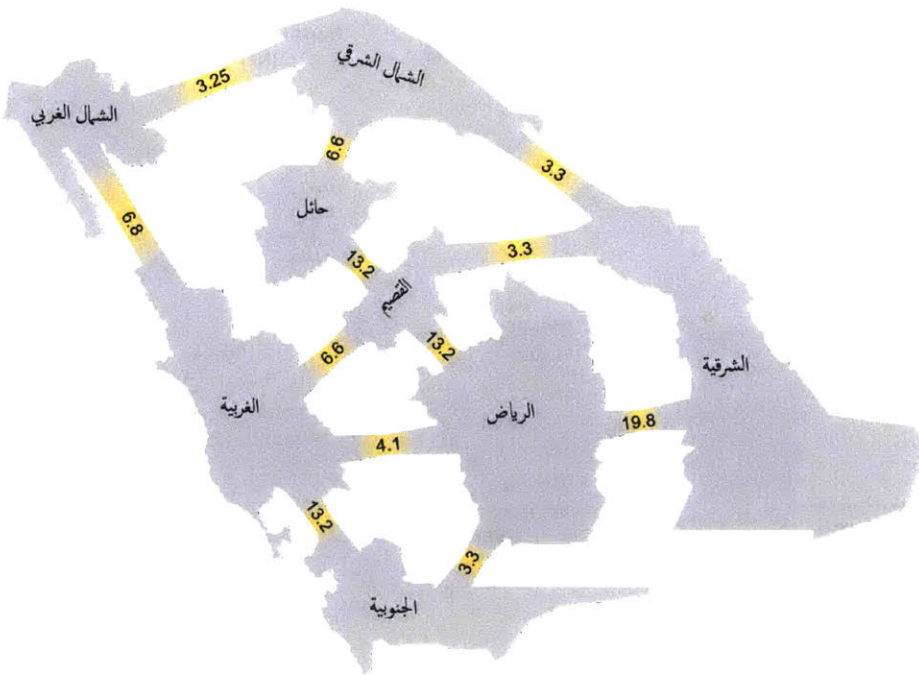 الشمال الشرقي
3.25
الشمال الغربي
6.6
3.3
حائل
6.8
3.3
13.2
القصيم
6.6
13.2
الشرقية
الغربية
الرياض
19.8
4.1
13.2
3.3
الجنوبية